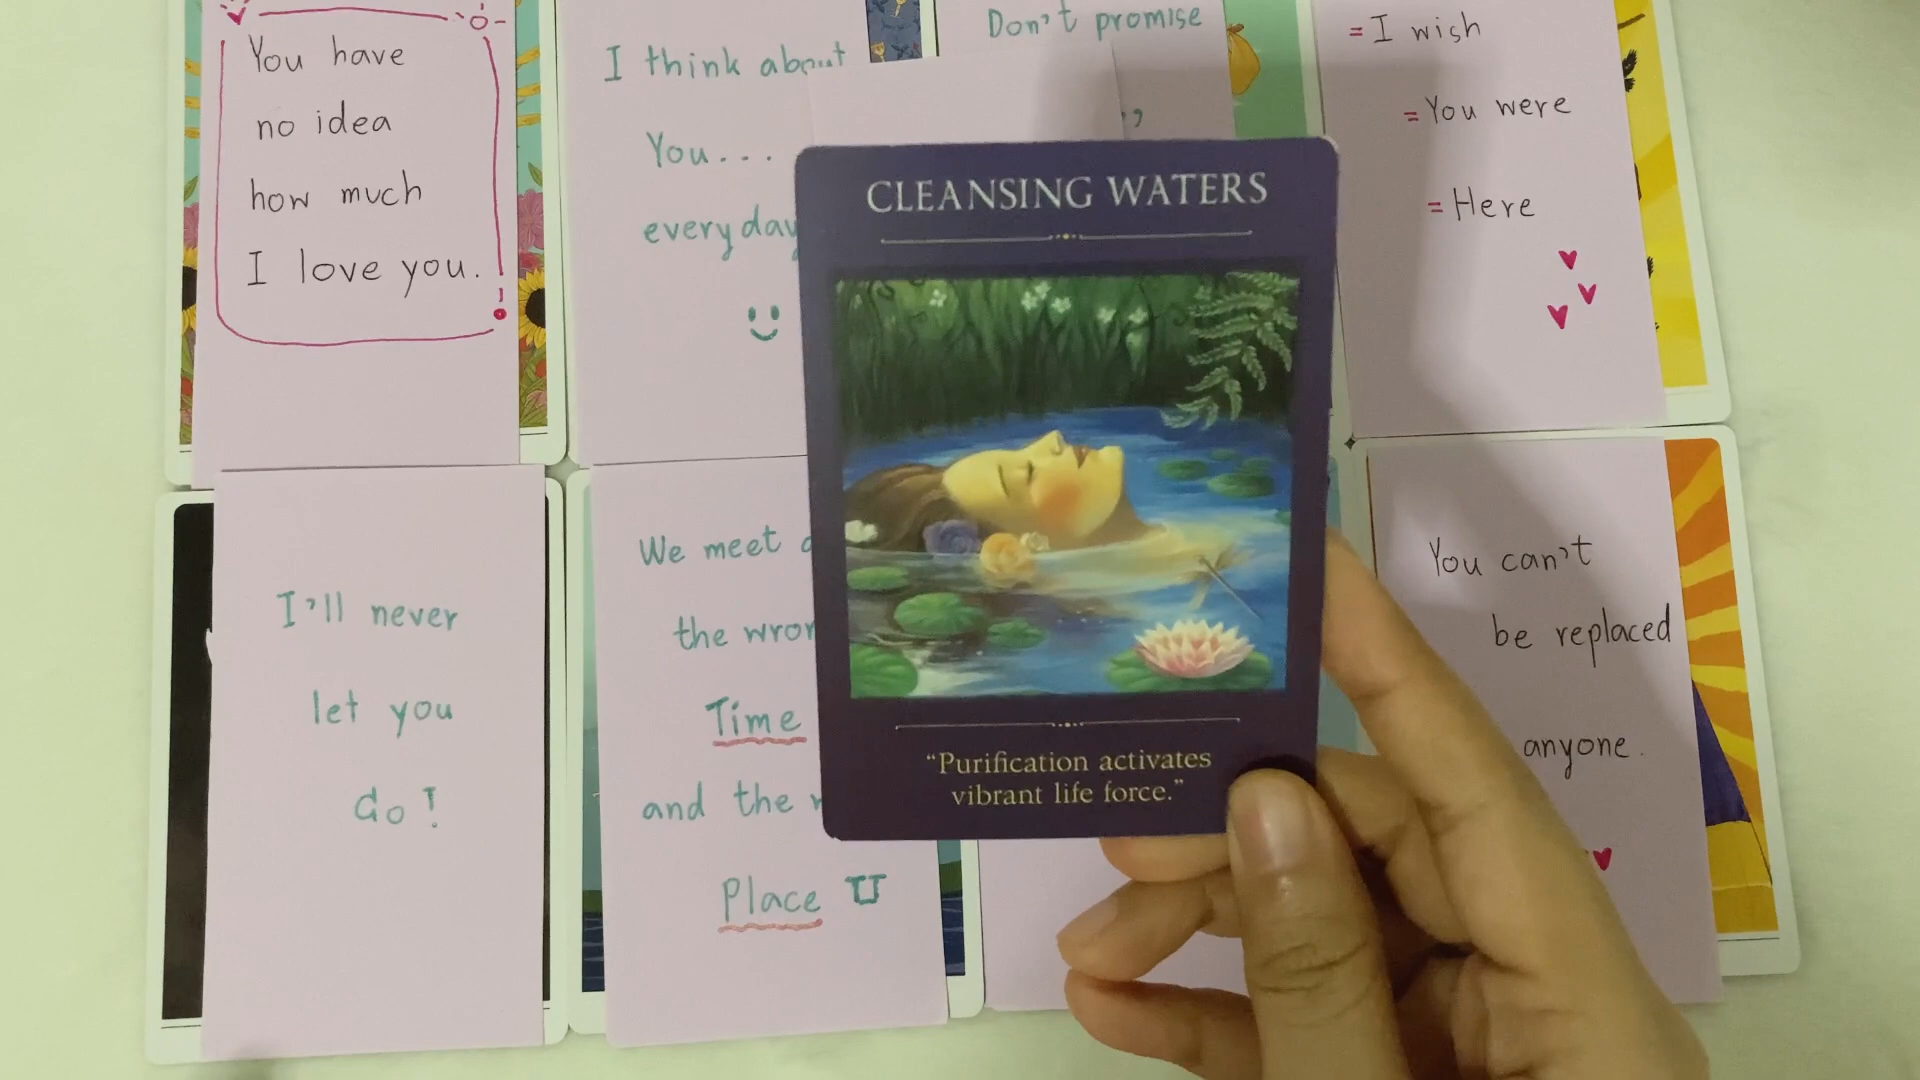 You have
no idea
how much
I love you.
I think about
You...
everyday
Don't promise
= I wish
= You were
= Here
CLEANSING WATERS
"Purification activates
vibrant life force."
I'll never
let you
Go!
We meet
the
Time
and the
Place
You can't
be replaced
anyone.